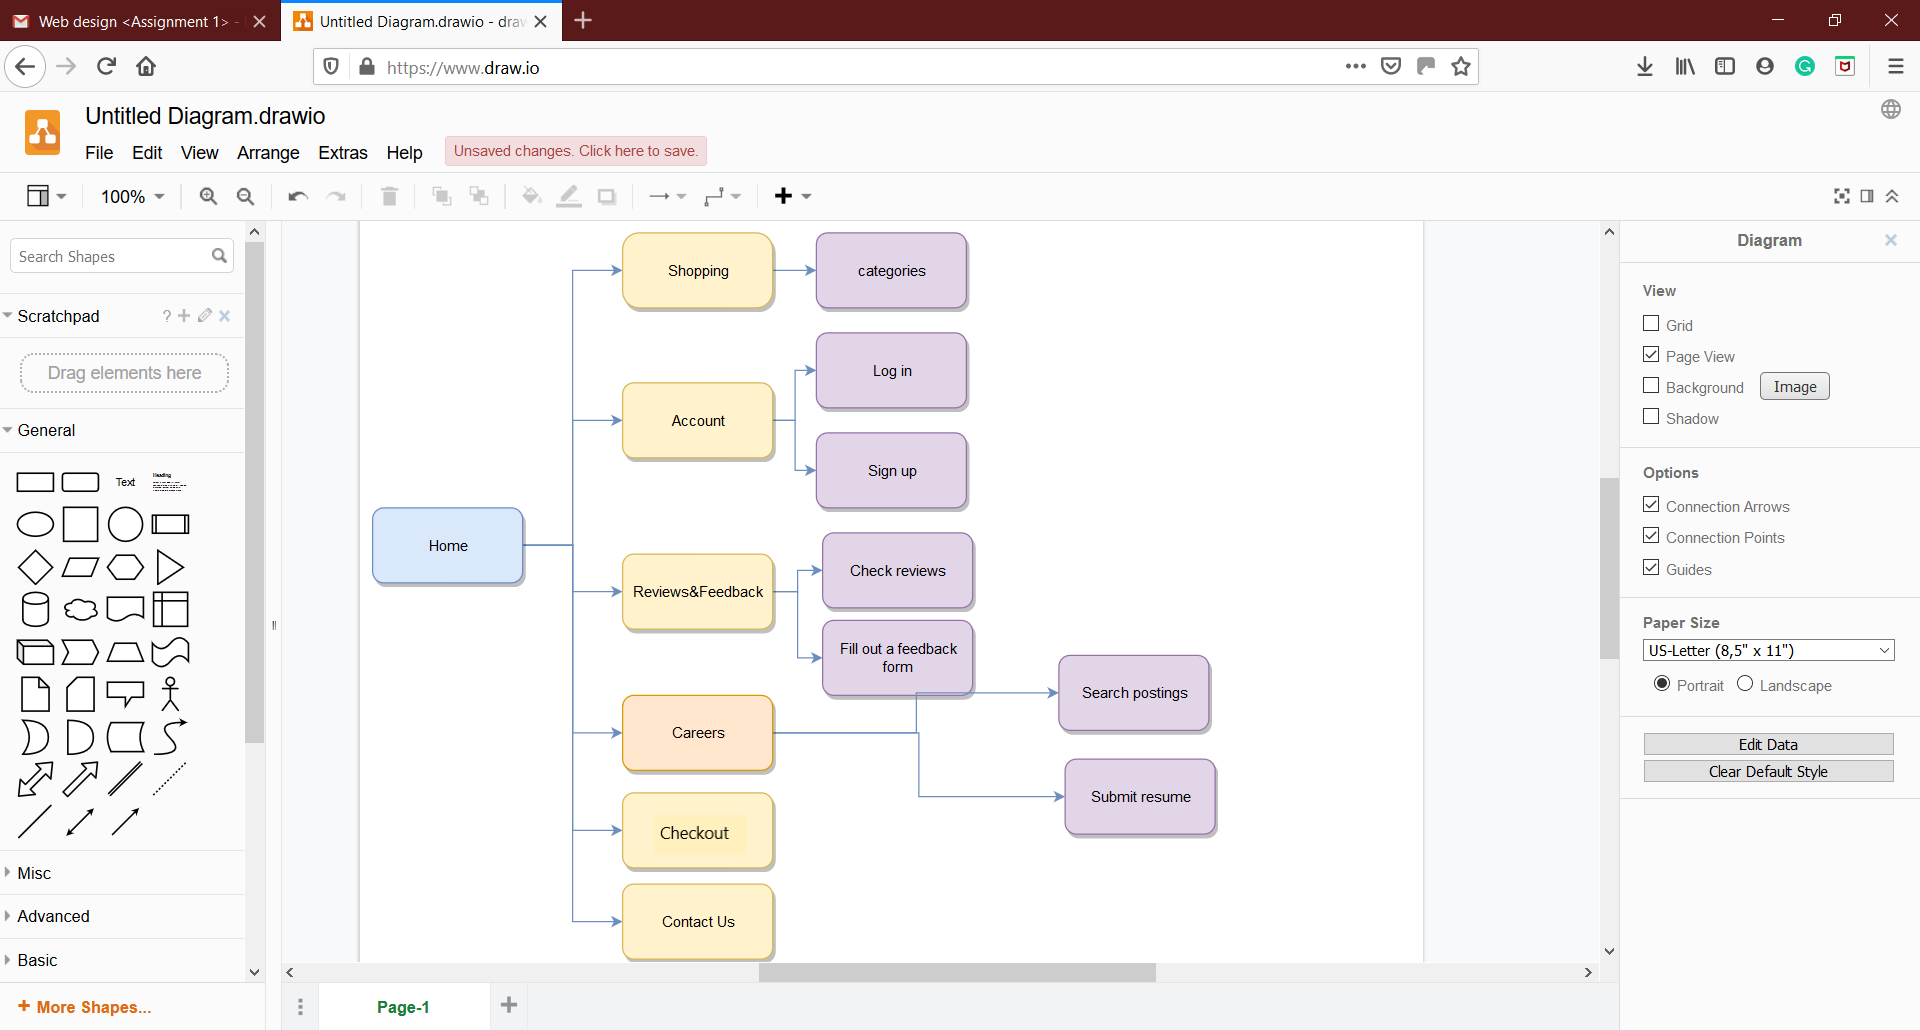 Web design <Assignment 1> -
Untitled Diagram.drawio - draw
https://www.draw.io
Untitled Diagram.drawio
File Edit View Arrange Extras Help
Unsaved changes. Click here to save.
100%
Search Shapes
Scratchpad
?
Drag elements here
General
Text
Heading
Misc
Advanced
Basic
+ More Shapes...
Shopping
categories
Log in
Account
Sign up
Home
Check reviews
Reviews&Feedback
Fill out a feedback
form
Search postings
Careers
Submit resume
Checkout
Contact Us
Page-1
Diagram
View
Grid
Page View
Background
Image
Shadow
Options
Connection Arrows
Connection Points
Guides
Paper Size
US-Letter (8,5" x 11")
Portrait Landscape
Edit Data
Clear Default Style